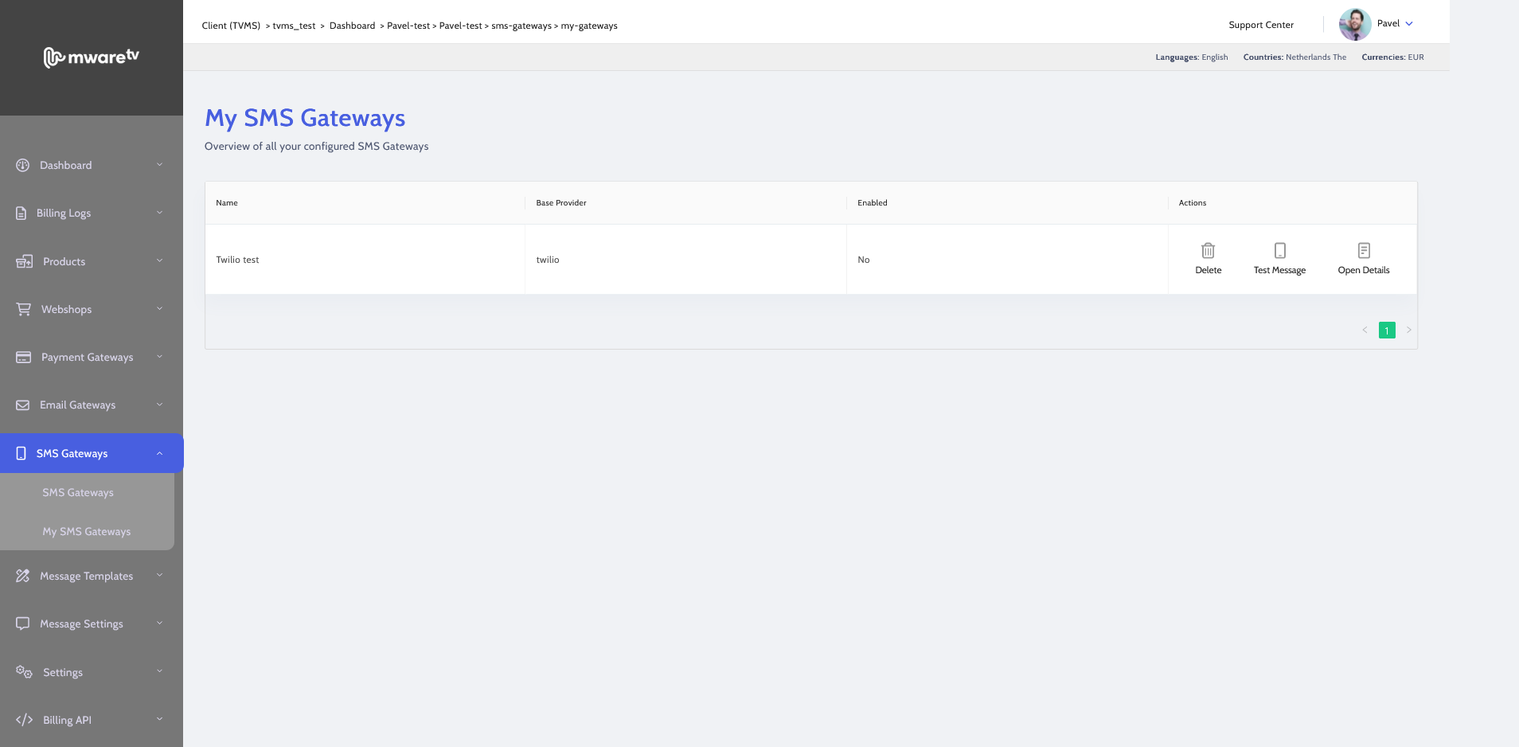 mwaretv
Client (TVMS) > tvms_test > Dashboard > Pavel-test > Pavel-test > sms-gateways > my-gateways
Support Center
Pavel
Languages: English Countries: Netherlands The Currencies: EUR
Dashboard
Billing Logs
Products
Webshops
Payment Gateways
Email Gateways
SMS Gateways
SMS Gateways
My SMS Gateways
Message Templates
Message Settings
Settings
Billing API
My SMS Gateways
Overview of all your configured SMS Gateways
Name Base Provider Enabled Actions
Twilio test twilio No
Delete Test Message Open Details
< 1 >